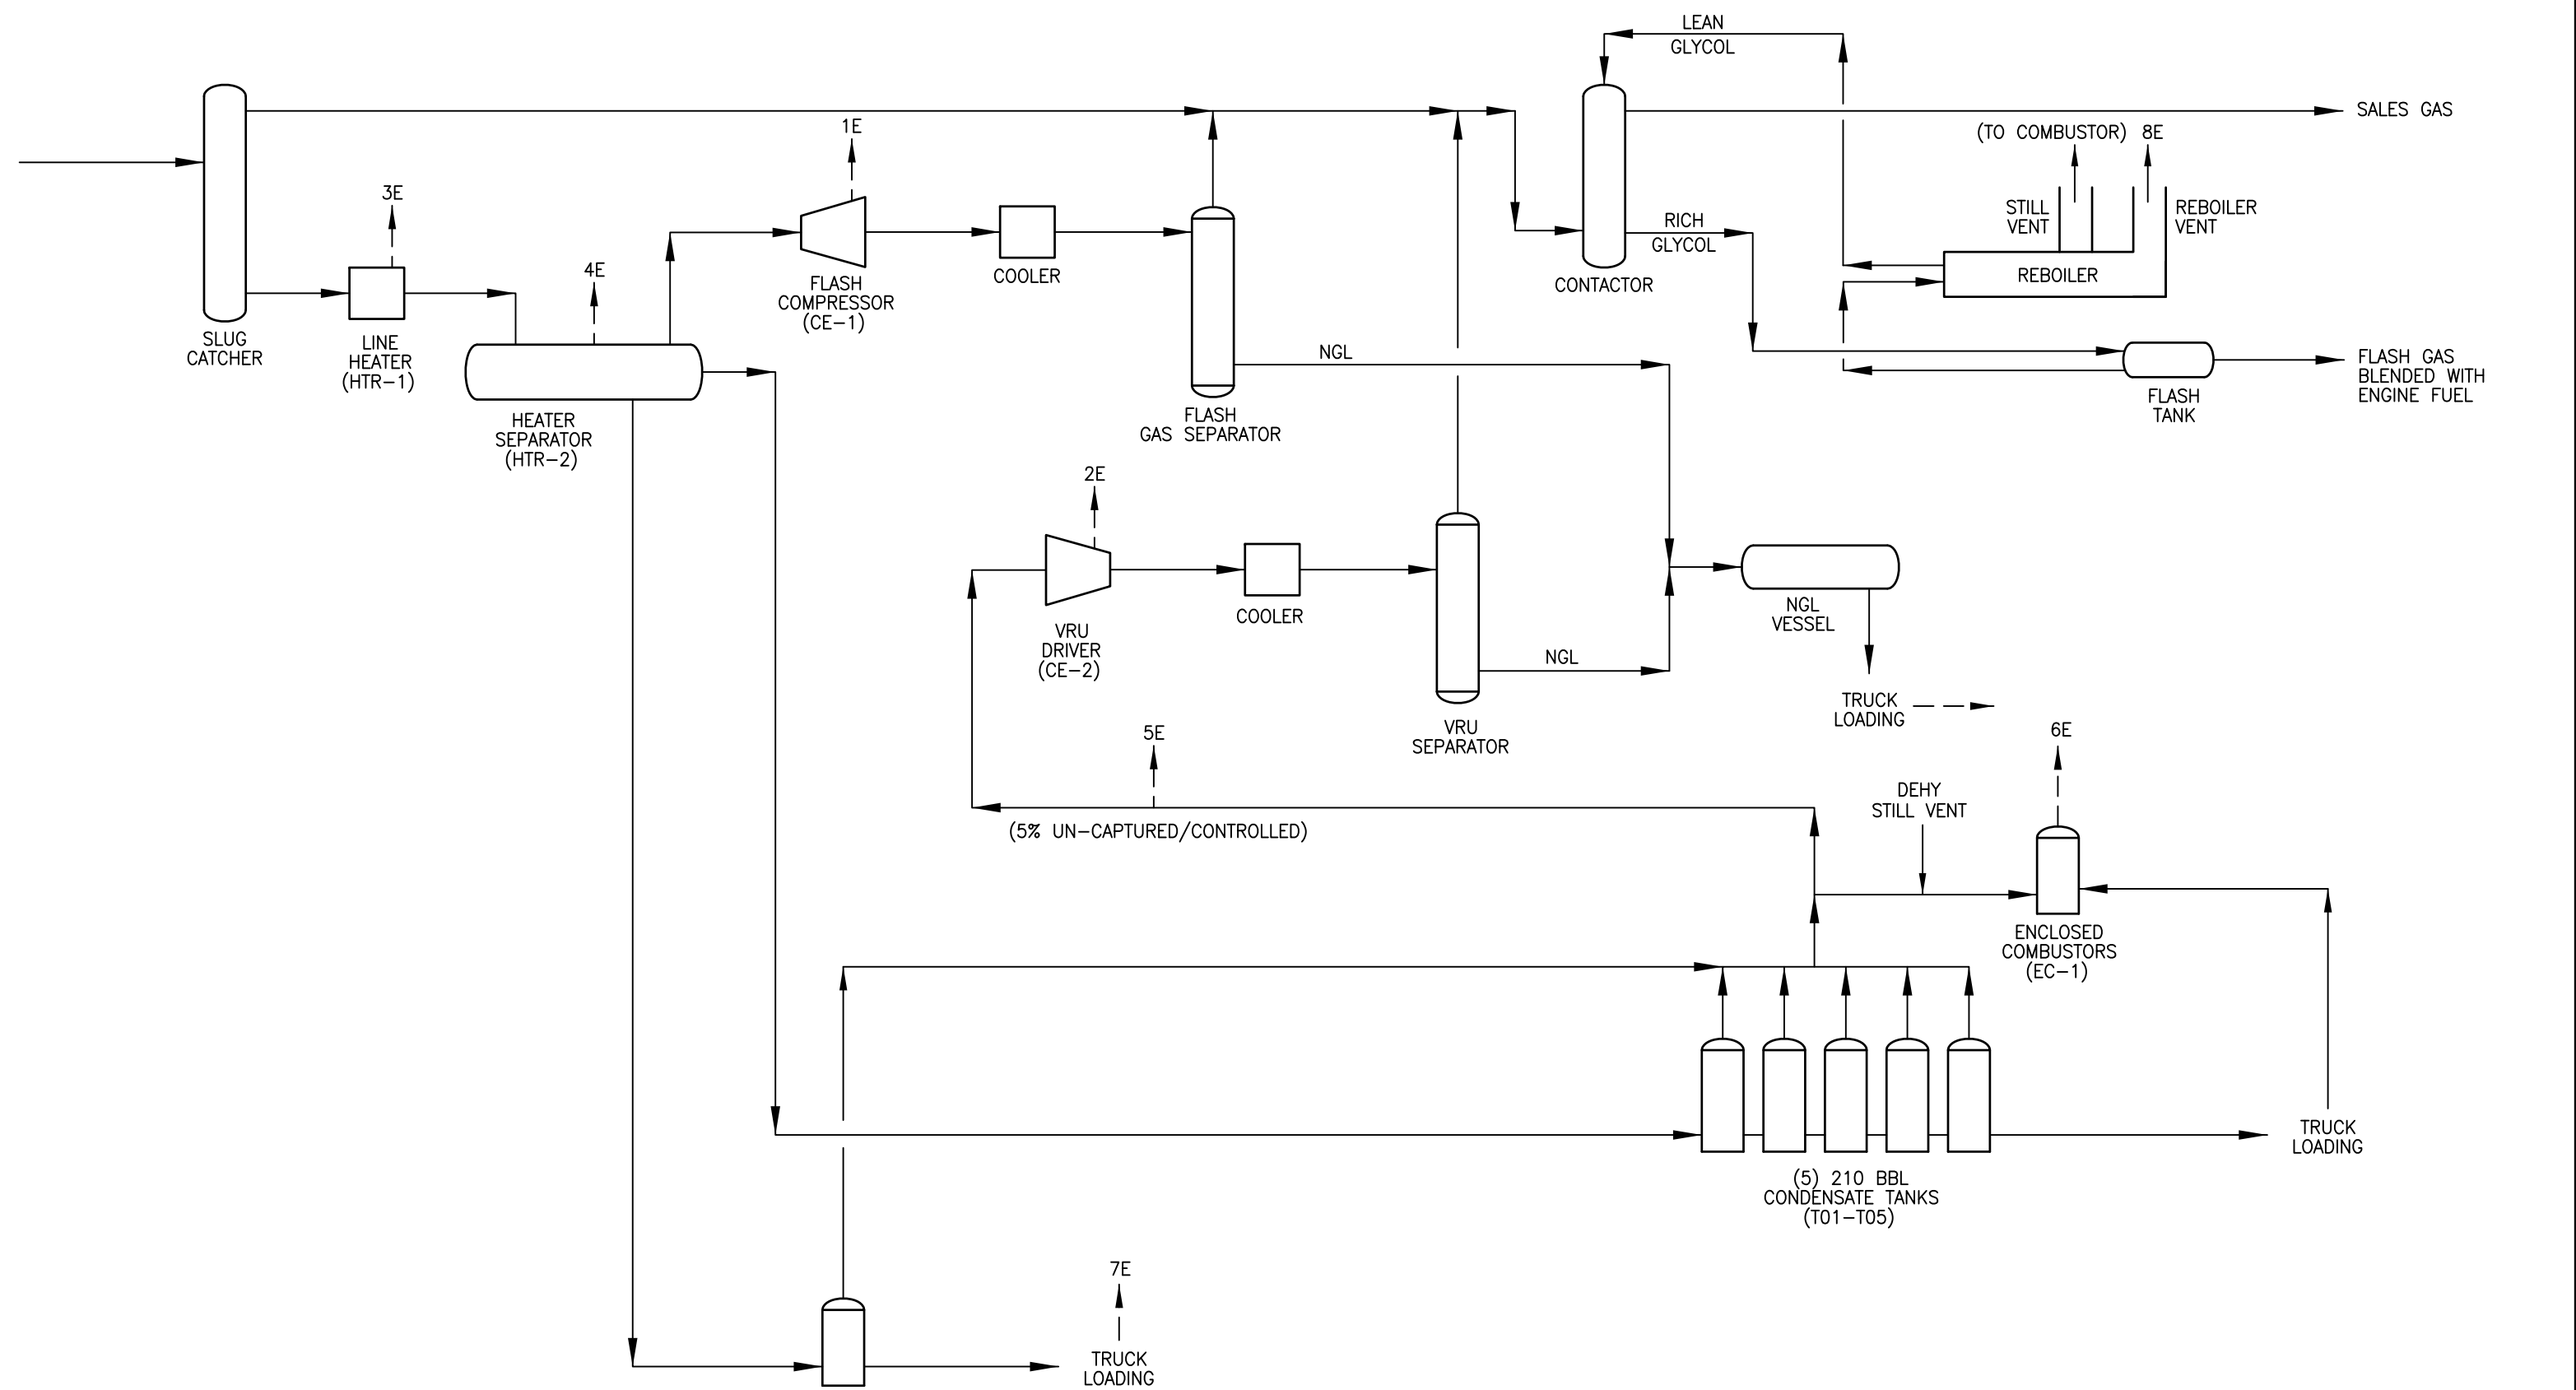 LEAN
GLYCOL
SALES GAS
(TO COMBUSTOR) 8E
1E
3E
STILL
VENT
REBOILER
VENT
RICH
GLYCOL
4E
REBOILER
COOLER
FLASH
COMPRESSOR
(CE-1)
CONTACTOR
SLUG
CATCHER
LINE
HEATER
(HTR-1)
NGL
FLASH GAS
BLENDED WITH
ENGINE FUEL
FLASH
TANK
HEATER
SEPARATOR
(HTR-2)
FLASH
GAS SEPARATOR
2E
COOLER
NGL
VESSEL
VRU
DRIVER
(CE-2)
NGL
TRUCK
LOADING
VRU
SEPARATOR
5E
6E
DEHY
STILL VENT
(5% UN-CAPTURED/CONTROLLED)
ENCLOSED
COMBUSTORS
(EC-1)
TRUCK
LOADING
(5) 210 BBL
CONDENSATE TANKS
(T01-T05)
7E
TRUCK
LOADING